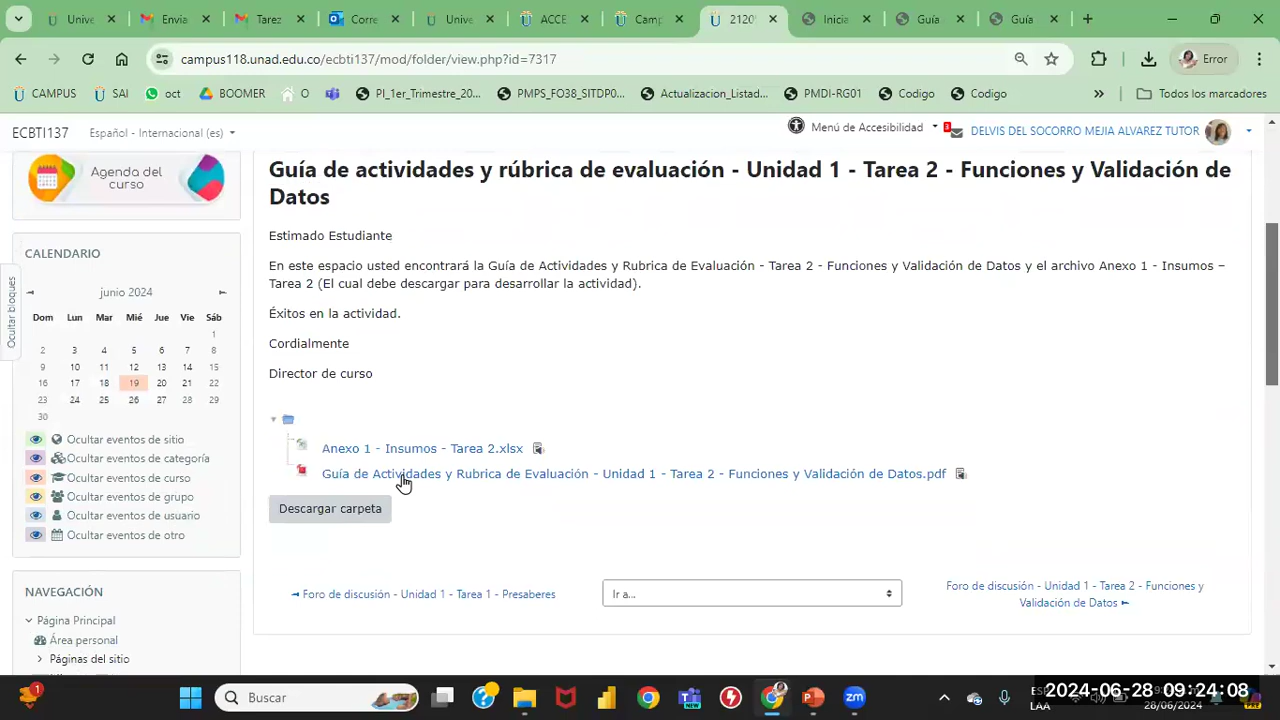 Unive
Envia
Tarez
Corre
Unive
ACCE
Camp
2120
Inicia
Guía
Guía
campus118.unad.edu.co/ecbti137/mod/folder/view.php?id=7317
Error
CAMPUS
SAI
oct
BOOMER
O
PI_1er_Trimestre_20...
PMPS_FO38_SITDP0...
Actualizacion_Listad...
PMDI-RG01
Codigo
Codigo
Todos los marcadores
ECBTI137
Español - Internacional (es)
Menú de Accesibilidad
3
DELVIS DEL SOCORRO MEJIA ALVAREZ TUTOR
Agenda del
curso
Guía de actividades y rúbrica de evaluación - Unidad 1 - Tarea 2 - Funciones y Validación de
Datos
Estimado Estudiante
En este espacio usted encontrará la Guía de Actividades y Rubrica de Evaluación - Tarea 2 - Funciones y Validación de Datos y el archivo Anexo 1 - Insumos –
Tarea 2 (El cual debe descargar para desarrollar la actividad).
Éxitos en la actividad.
Cordialmente
Director de curso
Anexo 1 - Insumos - Tarea 2.xlsx
Guía de Actividades y Rubrica de Evaluación - Unidad 1 - Tarea 2 - Funciones y Validación de Datos.pdf
Descargar carpeta
Foro de discusión - Unidad 1 - Tarea 1 - Presaberes
Ir a...
Foro de discusión - Unidad 1 - Tarea 2 - Funciones y
Validación de Datos
Ocultar bloques
CALENDARIO
junio 2024
Dom Lun Mar Mié Jue Vie Sáb
1
2 3 4 5 6 7 8
9 10 11 12 13 14 15
16 17 18 19 20 21 22
23 24 25 26 27 28 29
30
Ocultar eventos de sitio
Ocultar eventos de categoría
Ocultar eventos de curso
Ocultar eventos de grupo
Ocultar eventos de usuario
Ocultar eventos de otro
NAVEGACIÓN
Página Principal
Área personal
Páginas del sitio
1
Buscar
NEW
zm
LAA
2024-06-28 09:24:08
28/06/2024